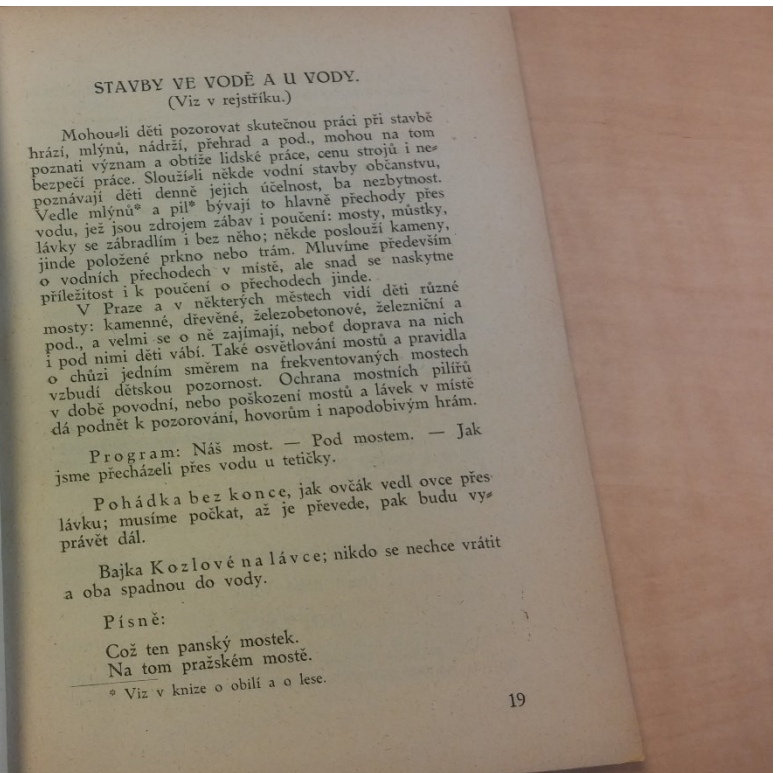 STAVBY VE VODĚ A U VODY.
(Viz v rejstříku.)
Mohou-li děti pozorovat skutečnou práci při stavbě
hrází, mlýnů, nádrží, přehrad a pod., mohou na tom
poznati význam a obtíže lidské práce, cenu strojů i ne-
bezpečí práce. Slouží-li někde vodní stavby občanstvu,
poznávají děti denně jejich účelnost, ba nezbytnost.
Vedle mlýnů* a pil* bývají to hlavně přechody přes
vodu, jež jsou zdrojem zábav i poučení: mosty, můstky,
lávky se zábradlím i bez něho; někde poslouží kameny,
jinde položené prkno nebo trám. Mluvíme především
o vodních přechodech v místě, ale snad se naskytne
příležitost i k poučení o přechodech jinde.
V Praze a v některých městech vidí děti různé
mosty: kamenné, dřevěné, železobetonové, železniční a
pod., a velmi se o ně zajímají, neboť doprava na nich
i pod nimi děti vábí. Také osvětlování mostů a pravidla
o chůzi jedním směrem na frekventovaných mostech
vzbudí dětskou pozornost. Ochrana mostních pilířů
v době povodní, nebo poškození mostů a lávek v místě
dá podnět k pozorování, hovorům i napodobivým hrám.
Program: Náš most. — Pod mostem. — Jak
jsme přecházeli přes vodu u tetičky.
Pohádka bez konce, jak ovčák vedl ovce přes
lávku; musíme počkat, až je převede, pak budu vy-
právět dál.
Bajka Kozlové na lávce; nikdo se nechce vrátit
a oba spadnou do vody.
Písně:
Což ten panský mostek.
Na tom pražském mostě.
* Viz v knize o obilí a o lese.
19